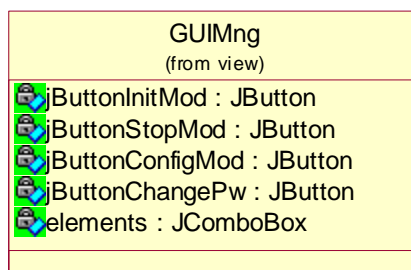 GUIMng
(from view)
jButtonInitMod : JButton
jButtonStopMod : JButton
jButtonConfigMod : JButton
jButtonChangePw : JButton
elements : JComboBox